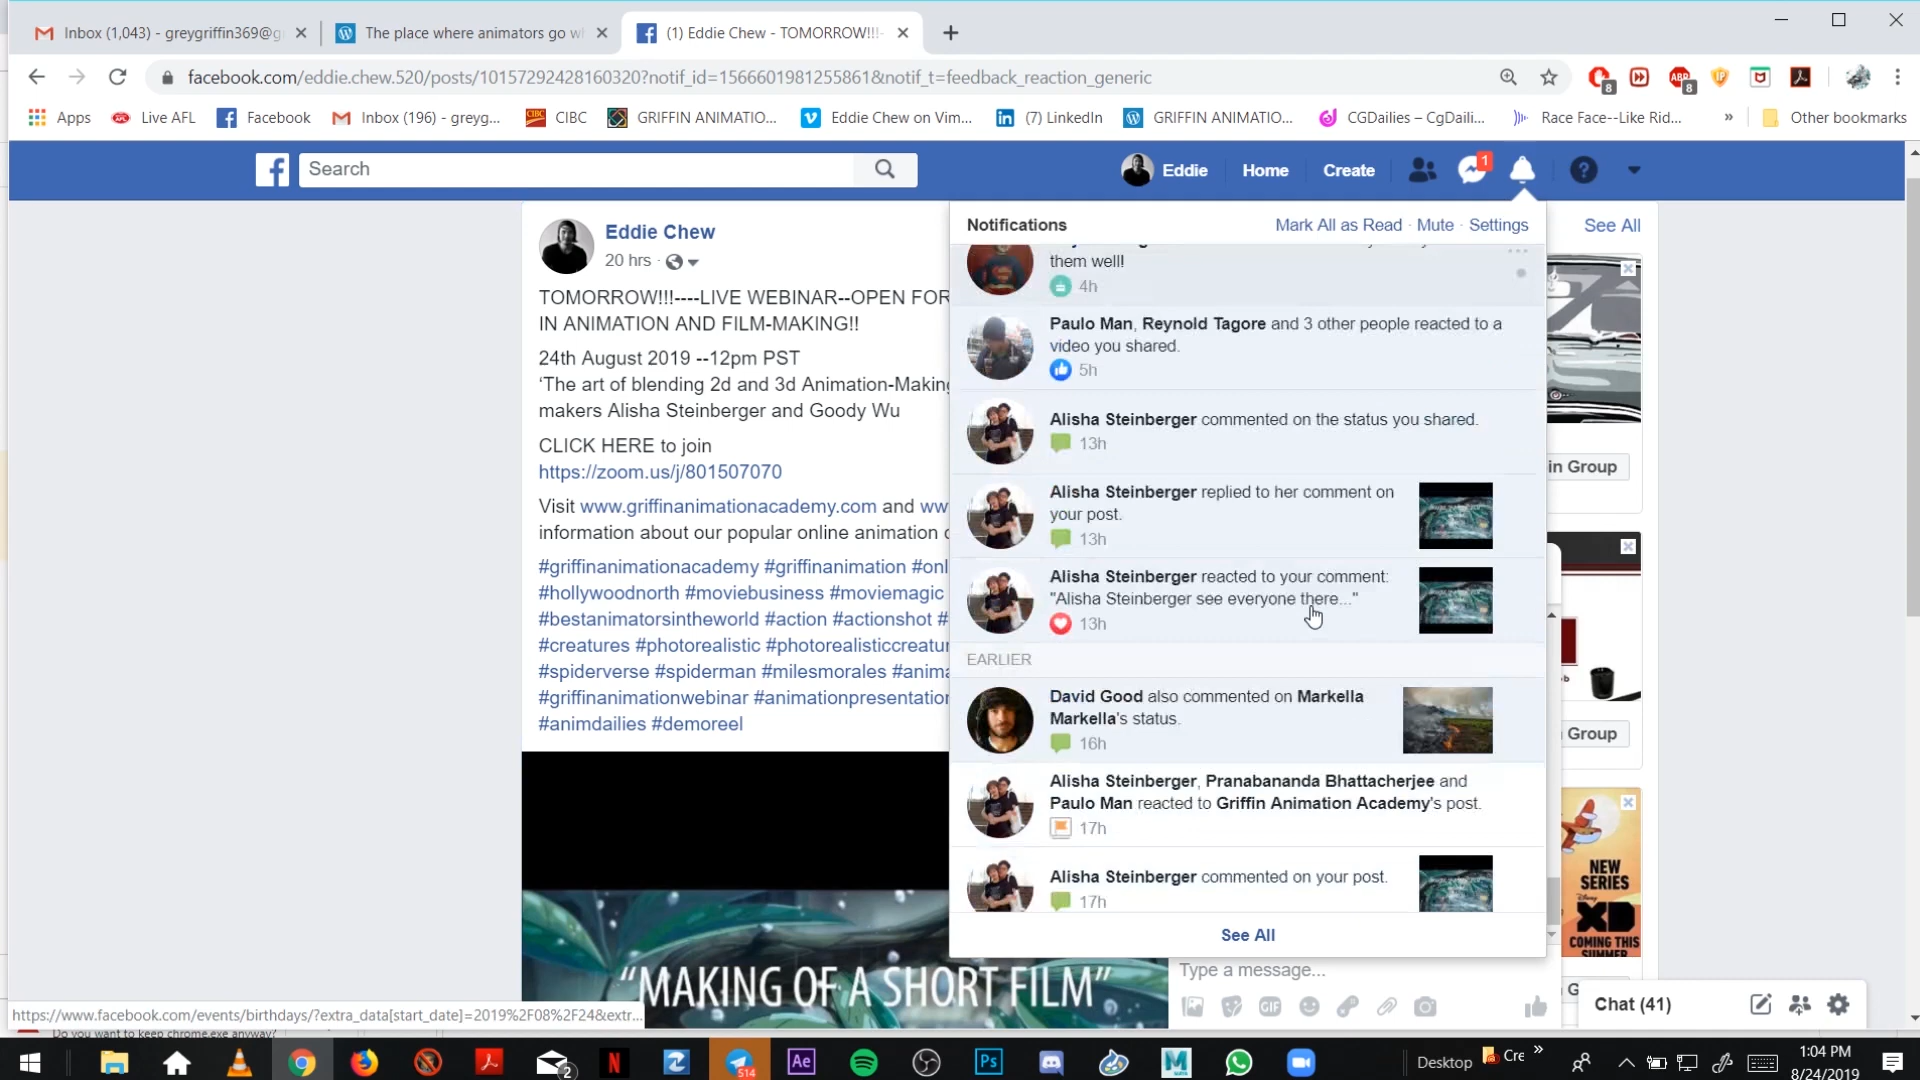 Inbox (1,043) - greygriffin369@g
The place where animators go w
(1) Eddie Chew - TOMORROW!!!-
facebook.com/eddie.chew.520/posts/10157292428160320?notif_id=1566601981255861&notif_t=feedback_reaction_generic
8
8
Apps
Live AFL
Facebook
Inbox (196) - greyg...
CIBC
GRIFFIN ANIMATIO...
Eddie Chew on Vim...
(7) LinkedIn
GRIFFIN ANIMATIO...
CGDailies – CgDaili...
Race Face--Like Rid...
»
Other bookmarks
Search
Eddie
Home
Create
1
Eddie Chew
20 hrs ·
TOMORROW!!!----LIVE WEBINAR--OPEN FOR
IN ANIMATION AND FILM-MAKING!!
24th August 2019 --12pm PST
‘The art of blending 2d and 3d Animation-Making
makers Alisha Steinberger and Goody Wu
CLICK HERE to join
https://zoom.us/j/801507070
Visit www.griffinanimationacademy.com and ww
information about our popular online animation c
#griffinanimationacademy #griffinanimation #onl
#hollywoodnorth #moviebusiness #moviemagic
#bestanimatorsintheworld #action #actionshot #
#creatures #photorealistic #photorealisticcreatur
#spiderverse #spiderman #milesmorales #anima
#griffinanimationwebinar #animationpresentation
#animdailies #demoreel
“MAKING OF A SHORT FILM”
Notifications
Mark All as Read · Mute · Settings
them well!
4h
Paulo Man, Reynold Tagore and 3 other people reacted to a
video you shared.
5h
Alisha Steinberger commented on the status you shared.
13h
Alisha Steinberger replied to her comment on
your post.
13h
Alisha Steinberger reacted to your comment:
"Alisha Steinberger see everyone there..."
13h
EARLIER
David Good also commented on Markella
Markella's status.
16h
Alisha Steinberger, Pranabananda Bhattacherjee and
Paulo Man reacted to Griffin Animation Academy's post.
17h
Alisha Steinberger commented on your post.
17h
See All
See All
in Group
Group
NEW
SERIES
XD
COMING THIS
SUMMER
Type a message...
GIF
Chat (41)
https://www.facebook.com/events/birthdays/?extra_data[start_date]=2019%2F08%2F24&extr...
Do you want to keep chrome.exe anyway?
2
N
514
Ae
Ps
Desktop
Cre
»
1:04 PM
8/24/2019